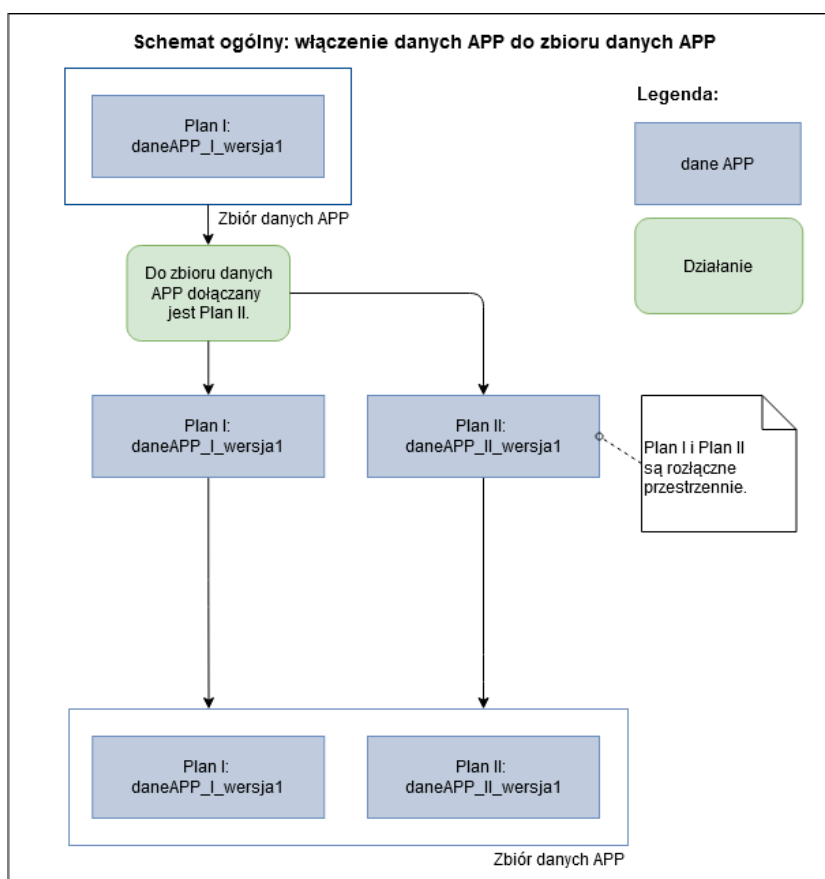 Schemat ogólny: włączenie danych APP do zbioru danych APP
Plan I:
daneAPP_I_wersja1
Zbiór danych APP
Legenda:
dane APP
Działanie
Do zbioru danych
APP dołączany
jest Plan II.
Plan I:
daneAPP_I_wersja1
Plan II:
daneAPP_II_wersja1
Plan I i Plan II
są rozłączne
przestrzennie.
Plan I:
daneAPP_I_wersja1
Plan II:
daneAPP_II_wersja1
Zbiór danych APP